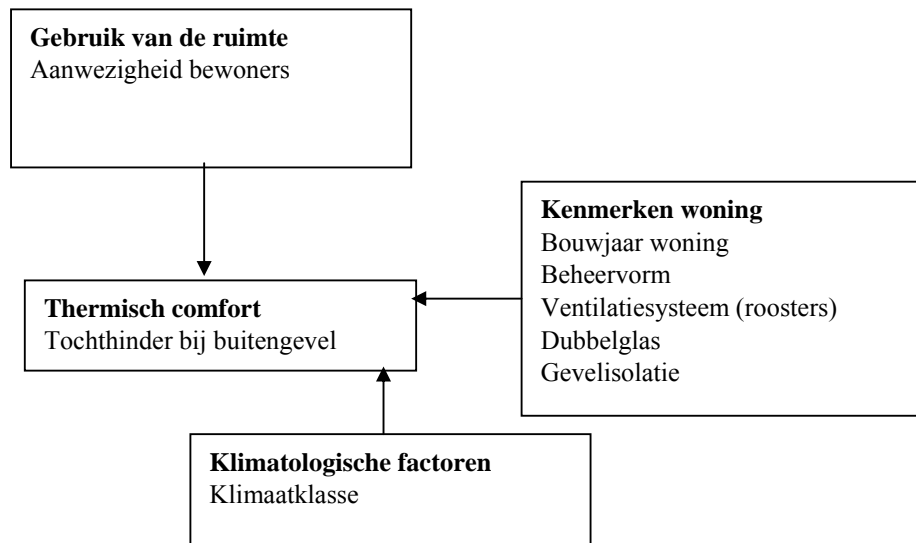 Gebruik van de ruimte
Aanwezigheid bewoners
Kenmerken woning
Bouwjaar woning
Beheervorm
Ventilatiesysteem (roosters)
Dubbelglas
Gevelisolatie
Thermisch comfort
Tochthinder bij buitengevel
Klimatologische factoren
Klimaatklasse